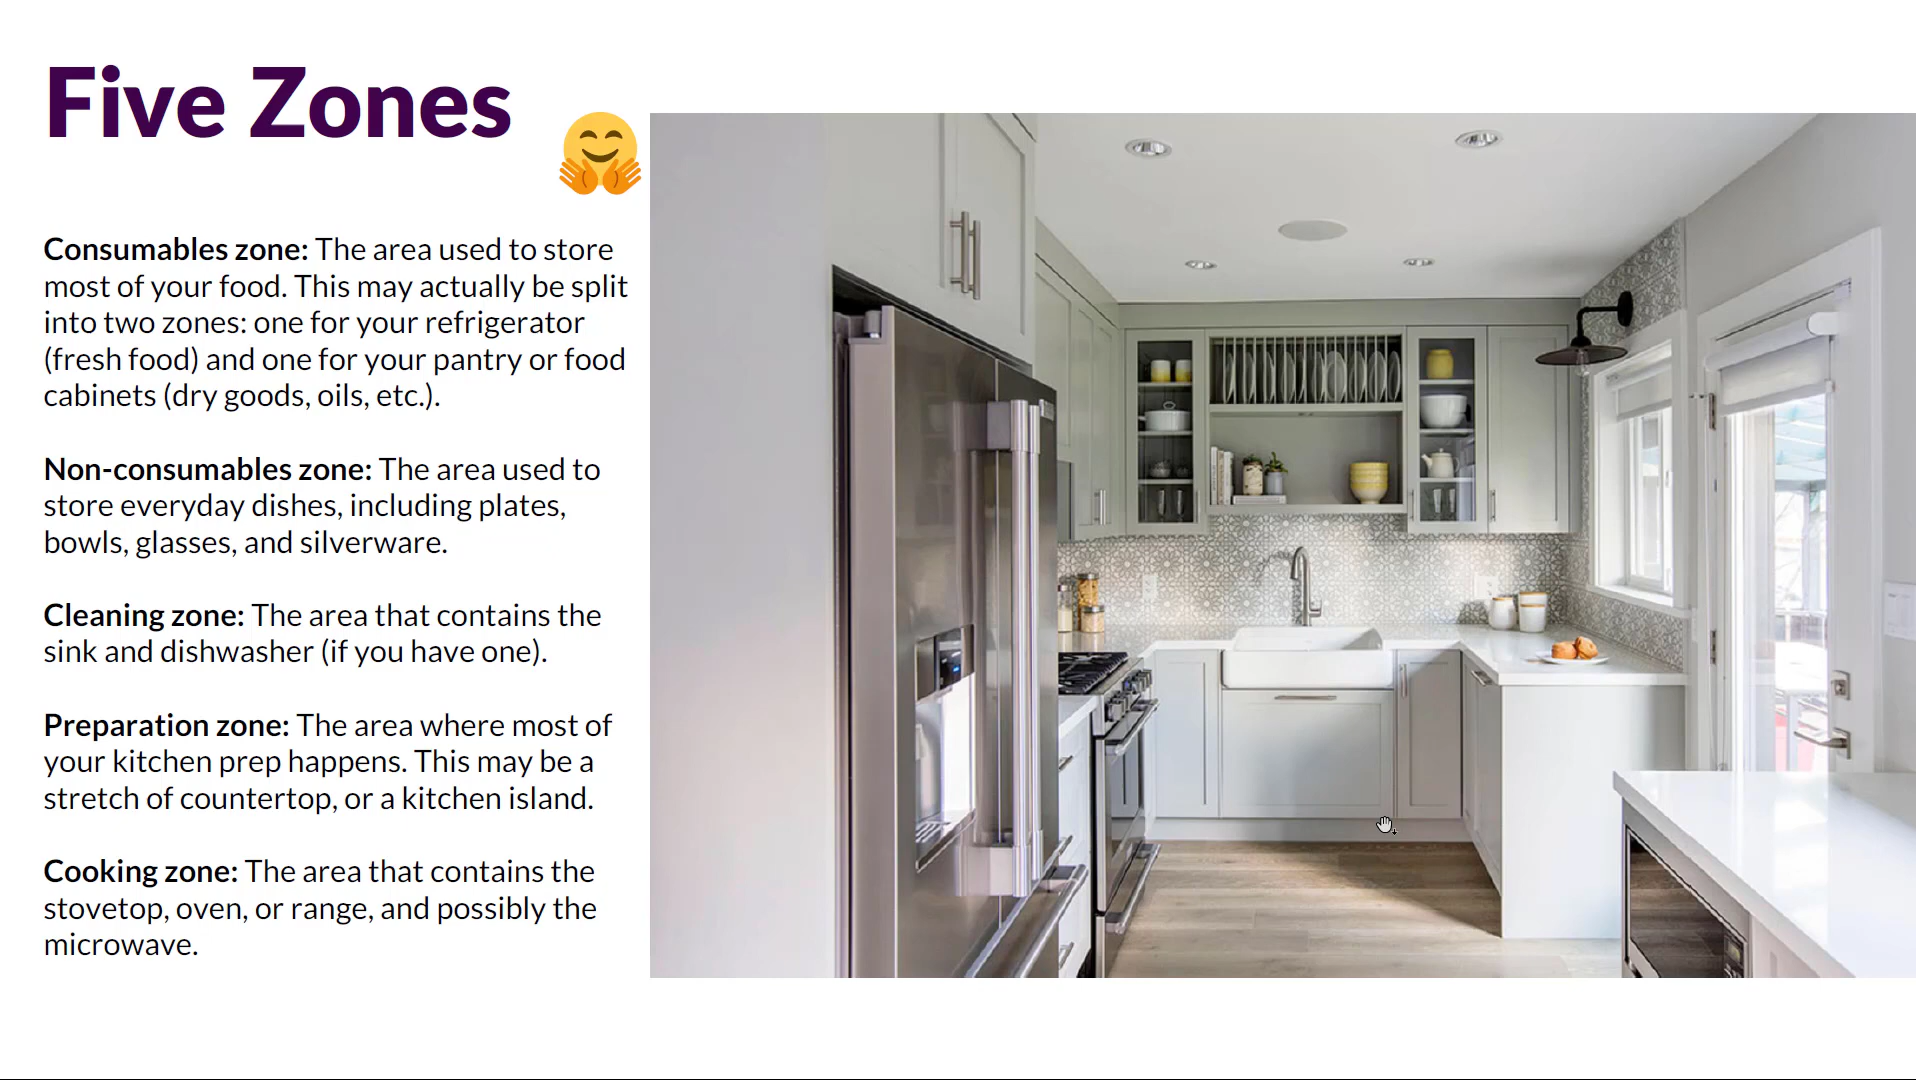 Five Zones
Consumables zone: The area used to store
most of your food. This may actually be split
into two zones: one for your refrigerator
(fresh food) and one for your pantry or food
cabinets (dry goods, oils, etc.).
Non-consumables zone: The area used to
store everyday dishes, including plates,
bowls, glasses, and silverware.
Cleaning zone: The area that contains the
sink and dishwasher (if you have one).
Preparation zone: The area where most of
your kitchen prep happens. This may be a
stretch of countertop, or a kitchen island.
Cooking zone: The area that contains the
stovetop, oven, or range, and possibly the
microwave.